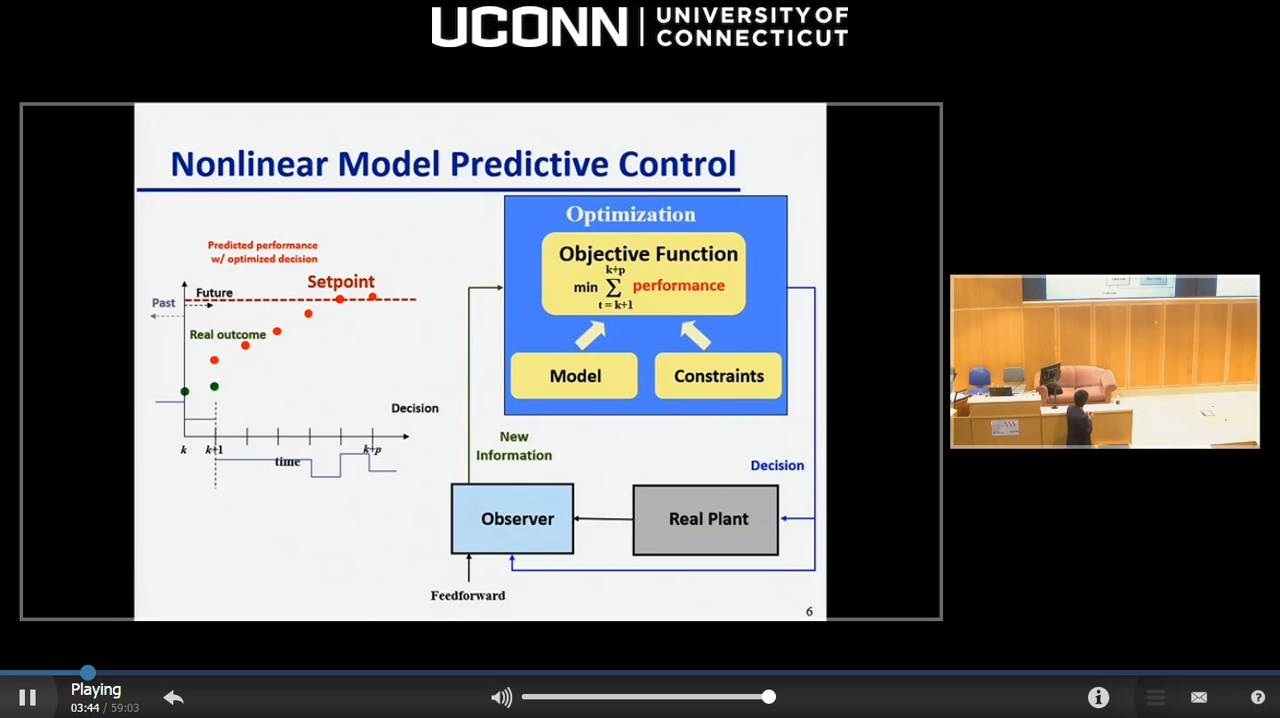 UCONN
UNIVERSITY OF
CONNECTICUT
Nonlinear Model Predictive Control
Predicted performance
w/ optimized decision
Setpoint
Past
Future
Real outcome
Decision
k
k+1
time
k+p
Optimization
Objective Function
k+p
min ∑ performance
t = k+1
Model
Constraints
New
Information
Decision
Observer
Real Plant
Feedforward
6
Playing
03:44 / 59:03